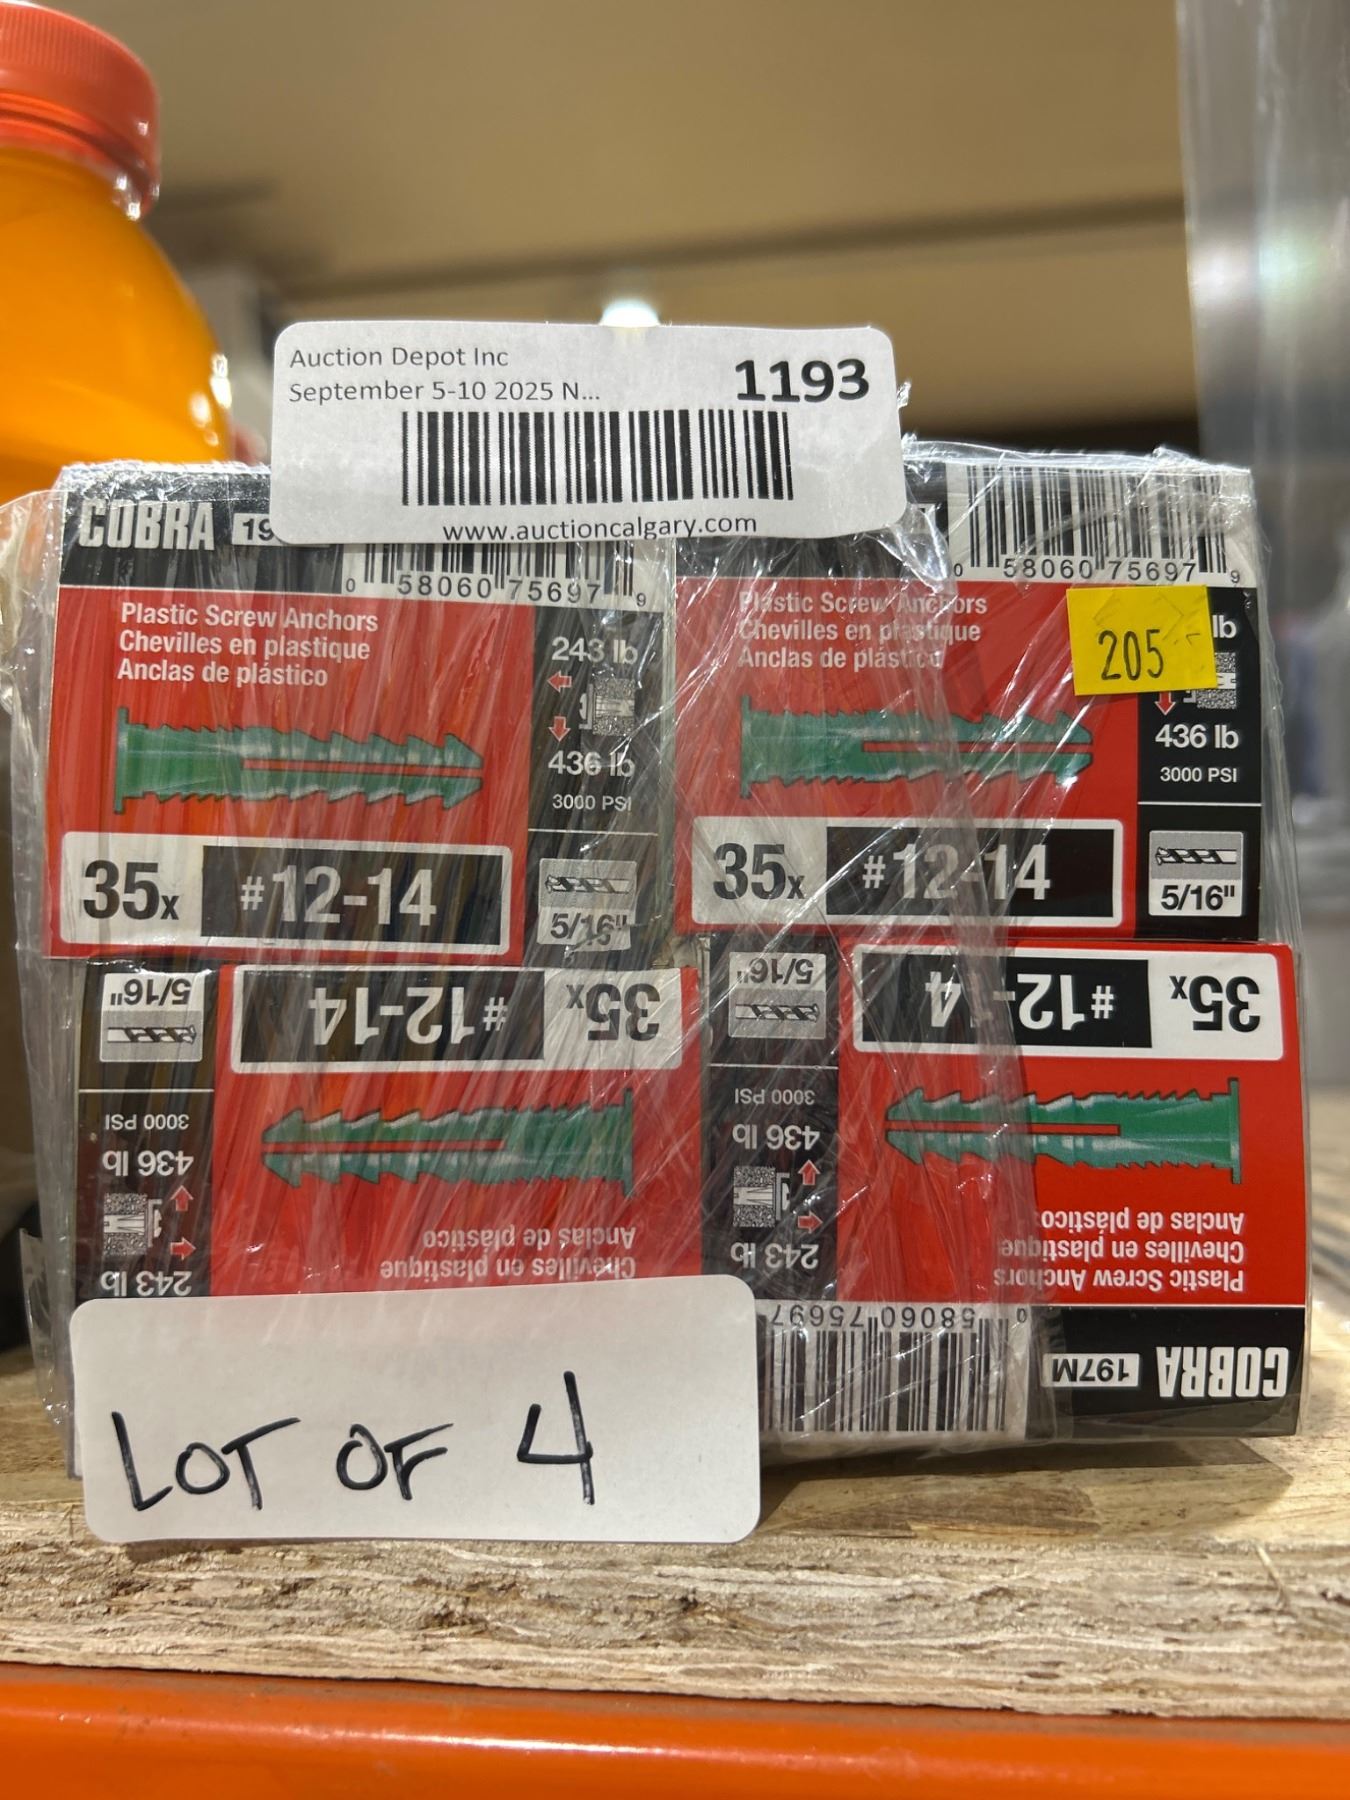 Auction Depot Inc
September 5-10 2025 N...
1193
www.auctioncalgary.com
COBRA 19
0 58060 75697 9
Plastic Screw Anchors
Chevilles en plastique
Anclas de plástico
243 lb
436 lb
3000 PSI
35x #12-14
5/16"
0 58060 75697 9
Plastic Screw Anchors
Chevilles en plastique
Anclas de plástico
205
lb
436 lb
3000 PSI
35x #12-14
5/16"
35x #12-14
5/16"
3000 PSI
436 lb
243 lb
Anclas de plástico
Chevilles en plastique
35x #12-14
5/16"
3000 PSI
436 lb
243 lb
Anclas de plástico
Chevilles en plastique
Plastic Screw Anchors
0 58060 75697
COBRA 197M
LOT OF 4